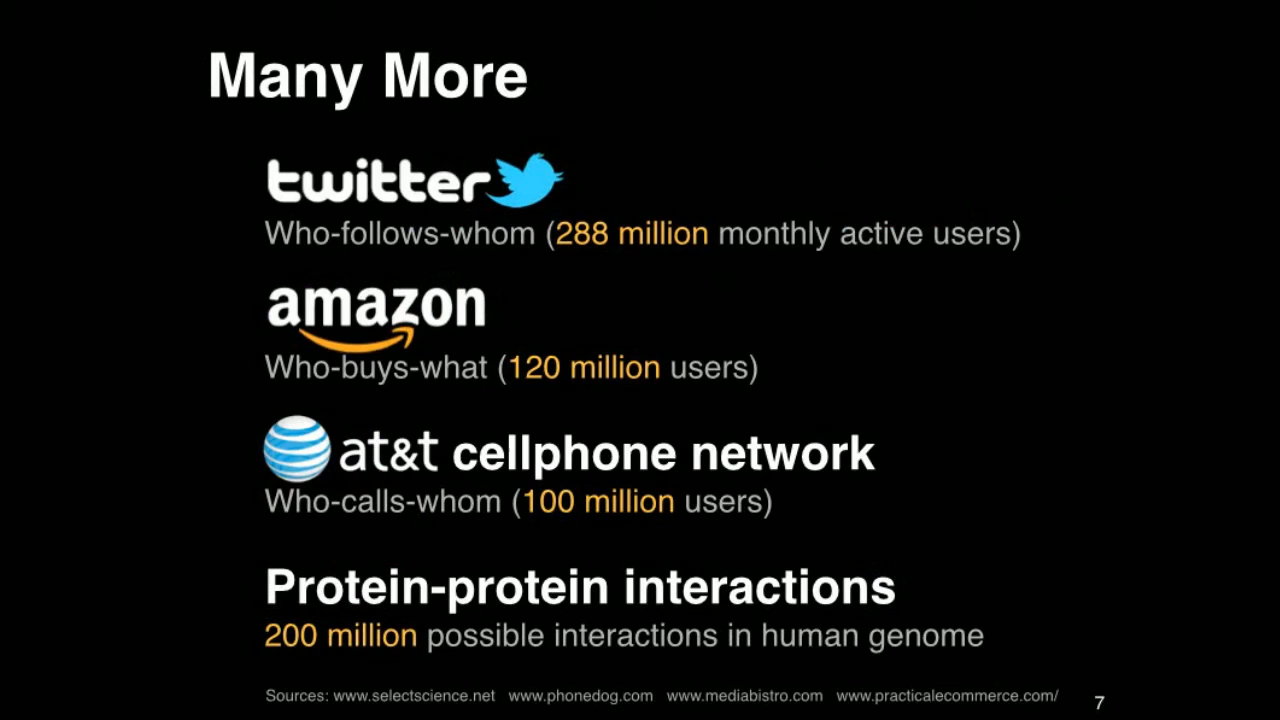 Many More
twitter
Who-follows-whom (288 million monthly active users)
amazon
Who-buys-what (120 million users)
at&t cellphone network
Who-calls-whom (100 million users)
Protein-protein interactions
200 million possible interactions in human genome
Sources: www.selectscience.net www.phonedog.com www.mediabistro.com www.practicalecommerce.com/
7